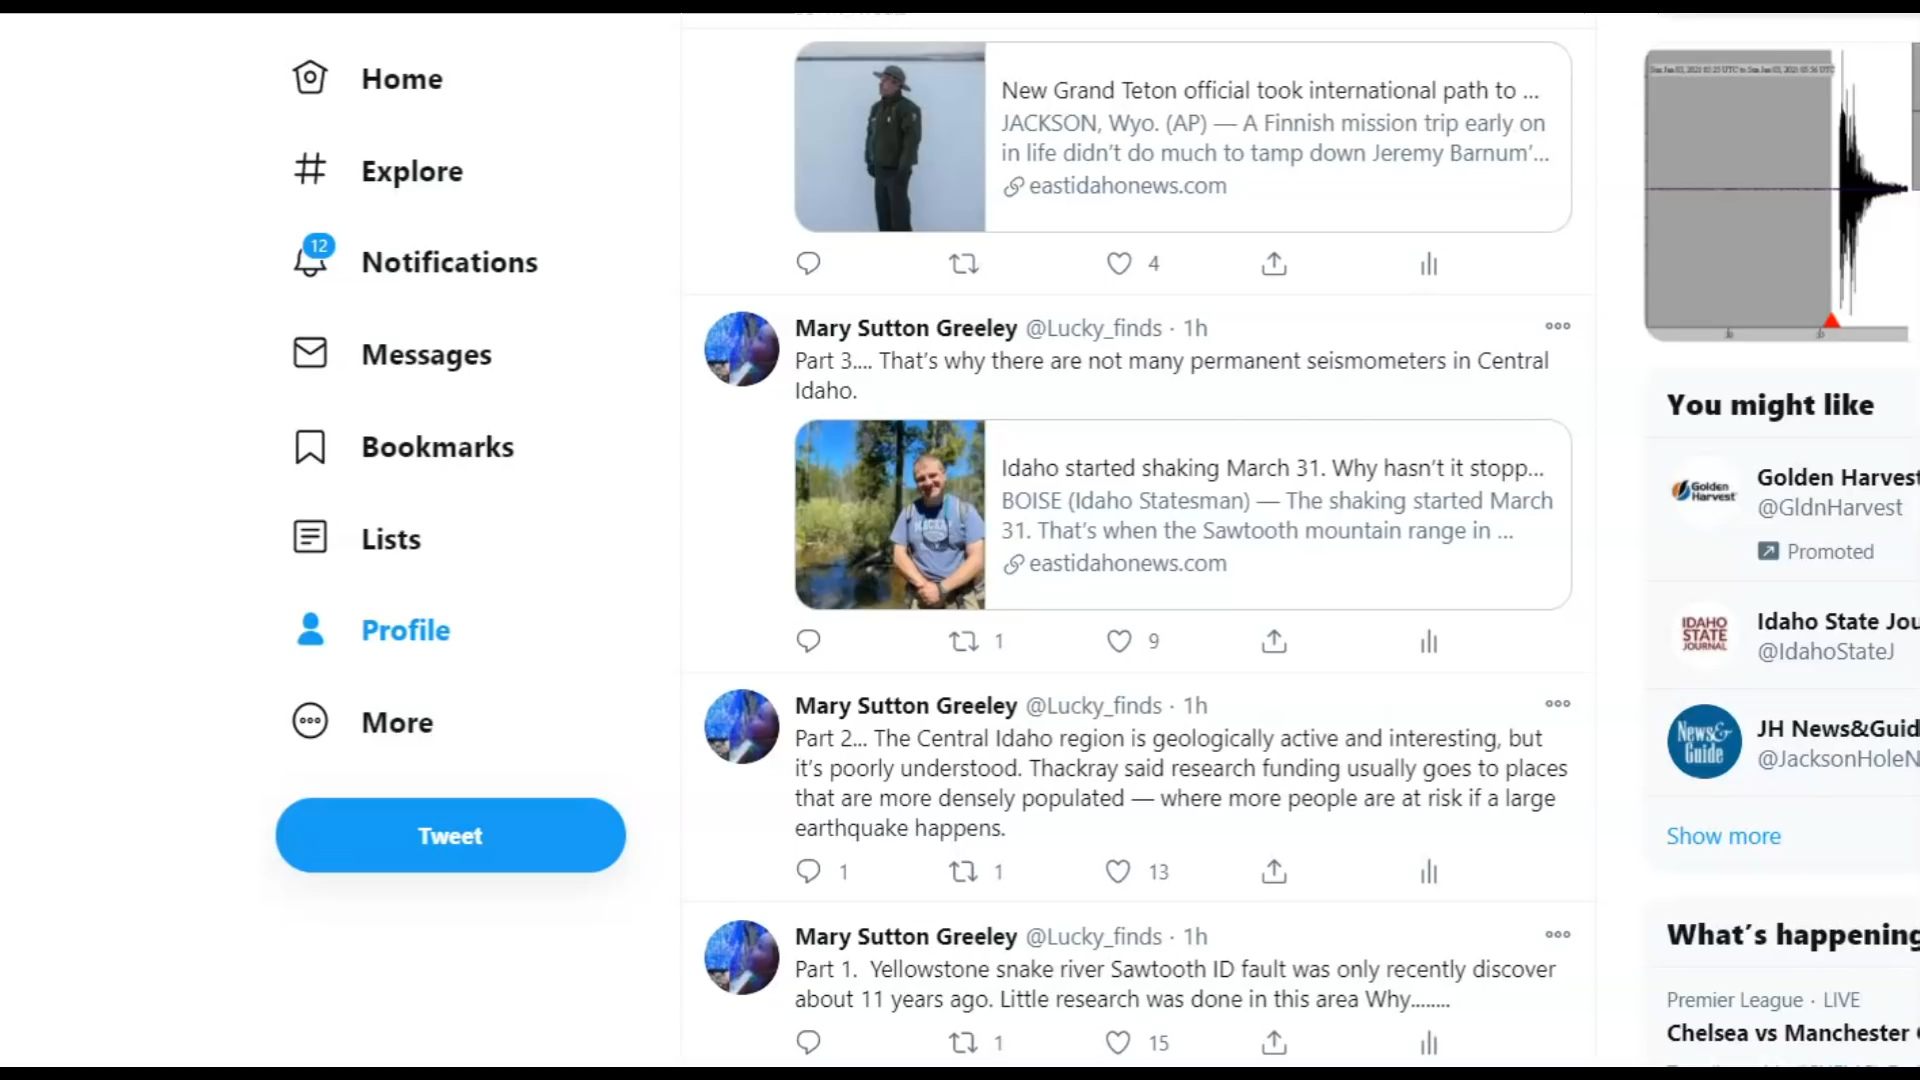 Home
Explore
12
Notifications
Messages
Bookmarks
Lists
Profile
More
Tweet
New Grand Teton official took international path to ...
JACKSON, Wyo. (AP) — A Finnish mission trip early on
in life didn't do much to tamp down Jeremy Barnum'...
eastidahonews.com
4
Mary Sutton Greeley @Lucky_finds · 1h
Part 3.... That's why there are not many permanent seismometers in Central
Idaho.
Idaho started shaking March 31. Why hasn't it stopp...
BOISE (Idaho Statesman) — The shaking started March
31. That's when the Sawtooth mountain range in ...
eastidahonews.com
1 9
Mary Sutton Greeley @Lucky_finds · 1h
Part 2... The Central Idaho region is geologically active and interesting, but
it's poorly understood. Thackray said research funding usually goes to places
that are more densely populated — where more people are at risk if a large
earthquake happens.
1 1 13
Mary Sutton Greeley @Lucky_finds · 1h
Part 1.  Yellowstone snake river Sawtooth ID fault was only recently discover
about 11 years ago. Little research was done in this area Why........
1 15
You might like
Golden Harvest
Golden Harvest
@GldnHarvest
Promoted
IDAHO STATE JOURNAL
Idaho State Jou
@IdahoStateJ
News& Guide
JH News&Guid
@JacksonHoleN
Show more
What's happening
Premier League · LIVE
Chelsea vs Manchester